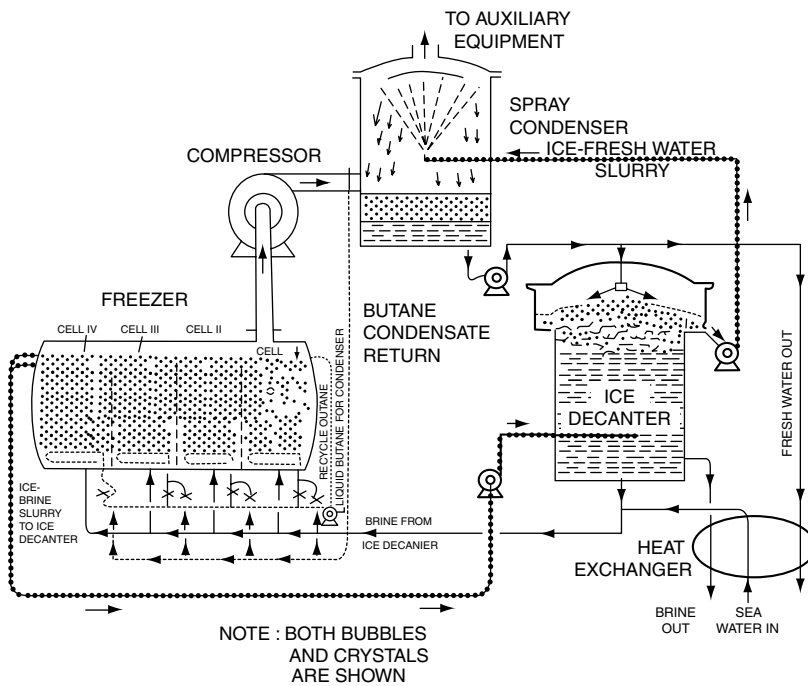 TO AUXILIARY
EQUIPMENT
SPRAY
CONDENSER
ICE-FRESH WATER
SLURRY
COMPRESSOR
FREEZER
CELL IV
CELL III
CELL II
CELL
BUTANE
CONDENSATE
RETURN
RECYCLE OUTANE
LIQUID BUTANE FOR CONDENSER
ICE
DECANTER
FRESH WATER OUT
ICE-
BRINE
SLURRY
TO ICE
DECANTER
BRINE FROM
ICE DECANIER
HEAT
EXCHANGER
BRINE
OUT
SEA
WATER IN
NOTE : BOTH BUBBLES
AND CRYSTALS
ARE SHOWN